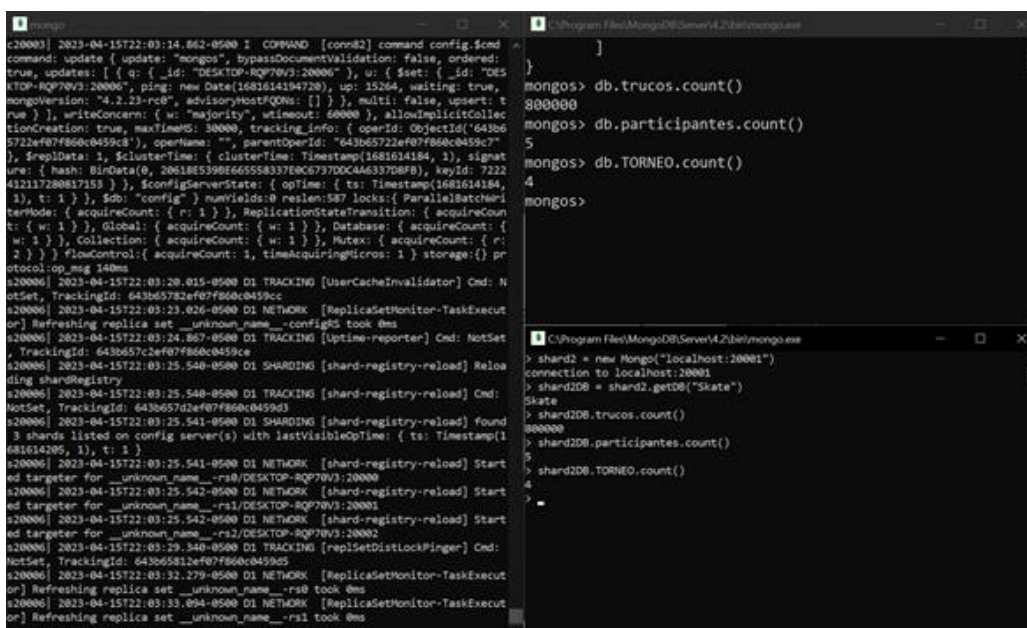 mongo
c20003| 2023-04-15T22:03:14.862-0500 I  COMMAND  [conn82] command config.$cmd
command: update { update: "mongos", bypassDocumentValidation: false, ordered:
true, updates: [ { q: { _id: "DESKTOP-RQP70V3:20006" }, u: { $set: { _id: "DES
KTOP-RQP70V3:20006", ping: new Date(1681614194720), up: 15264, waiting: true,
mongoVersion: "4.2.23-rc0", advisoryHostFQDNs: [] } }, multi: false, upsert: t
rue } ], writeConcern: { w: "majority", wtimeout: 60000 }, allowImplicitCollec
tionCreation: true, maxTimeMS: 30000, tracking_info: { operId: ObjectId('643b6
5722ef07f860c0459c8'), operName: "", parentOperId: "643b65722ef07f860c0459c7"
}, $replData: 1, $clusterTime: { clusterTime: Timestamp(1681614184, 1), signat
ure: { hash: BinData(0, 20618E5398E665558337E0C6737DDC4A6337D8FB), keyId: 7222
412117280817153 } }, $configServerState: { opTime: { ts: Timestamp(1681614184,
1), t: 1 } }, $db: "config" } numYields:0 reslen:587 locks:{ ParallelBatchWri
terMode: { acquireCount: { r: 1 } }, ReplicationStateTransition: { acquireCoun
t: { w: 1 } }, Global: { acquireCount: { w: 1 } }, Database: { acquireCount: {
w: 1 } }, Collection: { acquireCount: { w: 1 } }, Mutex: { acquireCount: { r:
2 } } } flowControl:{ acquireCount: 1, timeAcquiringMicros: 1 } storage:{} pr
otocol:op_msg 140ms
s20006| 2023-04-15T22:03:20.015-0500 D1 TRACKING [UserCacheInvalidator] Cmd: N
otSet, TrackingId: 643b65782ef07f860c0459cc
s20006| 2023-04-15T22:03:23.026-0500 D1 NETWORK  [ReplicaSetMonitor-TaskExecut
or] Refreshing replica set __unknown_name__-configRS took 0ms
s20006| 2023-04-15T22:03:24.867-0500 D1 TRACKING [Uptime-reporter] Cmd: NotSet
, TrackingId: 643b657c2ef07f860c0459ce
s20006| 2023-04-15T22:03:25.540-0500 D1 SHARDING [shard-registry-reload] Reloa
ding shardRegistry
s20006| 2023-04-15T22:03:25.540-0500 D1 TRACKING [shard-registry-reload] Cmd:
NotSet, TrackingId: 643b657d2ef07f860c0459d3
s20006| 2023-04-15T22:03:25.541-0500 D1 SHARDING [shard-registry-reload] found
3 shards listed on config server(s) with lastVisibleOpTime: { ts: Timestamp(1
681614205, 1), t: 1 }
s20006| 2023-04-15T22:03:25.541-0500 D1 NETWORK  [shard-registry-reload] Start
ed targeter for __unknown_name__-rs0/DESKTOP-RQP70V3:20000
s20006| 2023-04-15T22:03:25.542-0500 D1 NETWORK  [shard-registry-reload] Start
ed targeter for __unknown_name__-rs1/DESKTOP-RQP70V3:20001
s20006| 2023-04-15T22:03:25.542-0500 D1 NETWORK  [shard-registry-reload] Start
ed targeter for __unknown_name__-rs2/DESKTOP-RQP70V3:20002
s20006| 2023-04-15T22:03:29.340-0500 D1 TRACKING [replSetDistLockPinger] Cmd:
NotSet, TrackingId: 643b65812ef07f860c0459d5
s20006| 2023-04-15T22:03:32.279-0500 D1 NETWORK  [ReplicaSetMonitor-TaskExecut
or] Refreshing replica set __unknown_name__-rs0 took 0ms
s20006| 2023-04-15T22:03:33.094-0500 D1 NETWORK  [ReplicaSetMonitor-TaskExecut
or] Refreshing replica set __unknown_name__-rs1 took 0ms
C:\Program Files\MongoDB\Server\4.2\bin\mongo.exe
]
}
mongos> db.trucos.count()
800000
mongos> db.participantes.count()
5
mongos> db.TORNEO.count()
4
mongos>
C:\Program Files\MongoDB\Server\4.2\bin\mongo.exe
> shard2 = new Mongo("localhost:20001")
connection to localhost:20001
> shard2DB = shard2.getDB("Skate")
Skate
> shard2DB.trucos.count()
800000
> shard2DB.participantes.count()
5
> shard2DB.TORNEO.count()
4
>